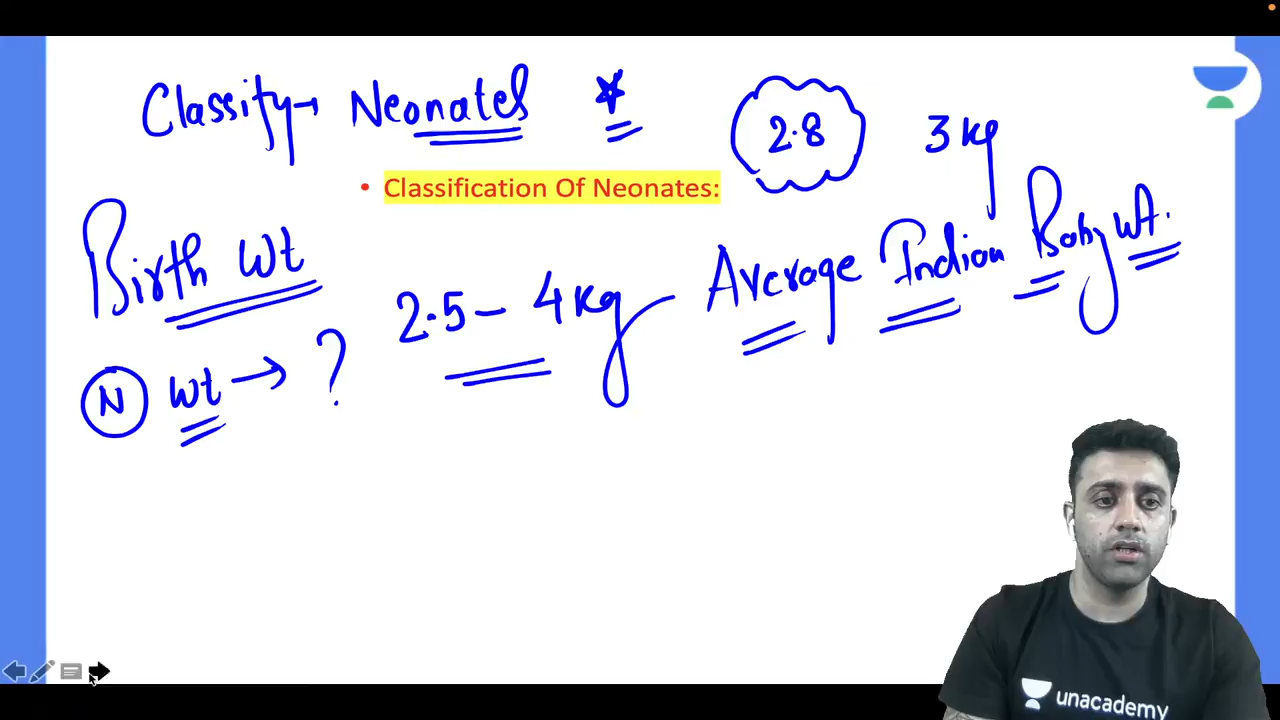 Classify → Neonates
2.8
3 kg
• Classification Of Neonates:
Birth Wt
2.5 – 4 kg
Average Indian Baby wt.
N wt → ?
unacademy